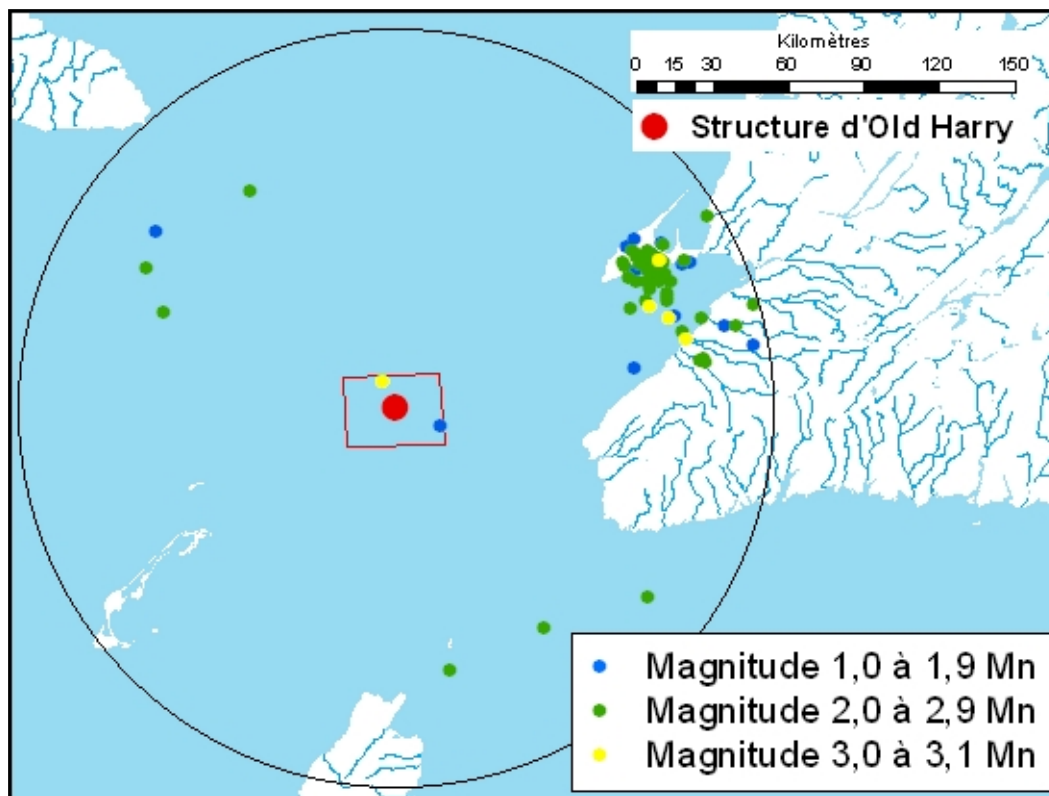 Kilomètres
0 15 30 60 90 120 150
Structure d'Old Harry
Magnitude 1,0 à 1,9 Mn
Magnitude 2,0 à 2,9 Mn
Magnitude 3,0 à 3,1 Mn